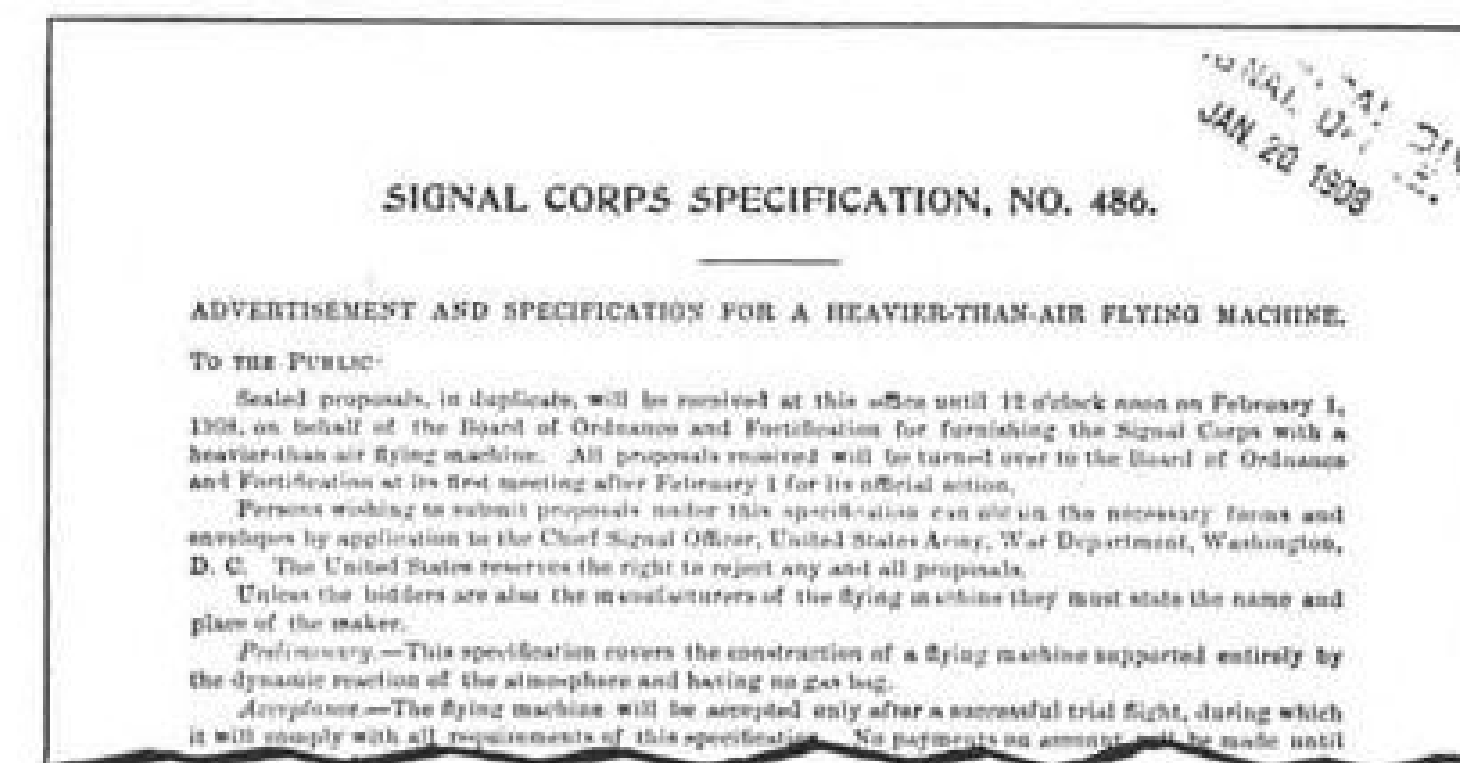 JAN 20 1908
SIGNAL CORPS SPECIFICATION, NO. 486.
ADVERTISEMENT AND SPECIFICATION FOR A HEAVIER-THAN-AIR FLYING MACHINE.
TO THE PUBLIC:
Sealed proposals, in duplicate, will be received at this office until 12 o'clock noon on February 1,
1908, on behalf of the Board of Ordnance and Fortification for furnishing the Signal Corps with a
heavier-than-air flying machine. All proposals received will be turned over to the Board of Ordnance
and Fortification at its first meeting after February 1 for its official action.
Persons wishing to submit proposals under this specification can obtain the necessary forms and
envelopes by application to the Chief Signal Officer, United States Army, War Department, Washington,
D. C. The United States reserves the right to reject any and all proposals.
Unless the bidders are also the manufacturers of the flying machine they must state the name and
place of the maker.
Preliminary.—This specification covers the construction of a flying machine supported entirely by
the dynamic reaction of the atmosphere and having no gas bag.
Acceptance.—The flying machine will be accepted only after a successful trial flight, during which
it will comply with all requirements of this specification. No payments on account will be made until